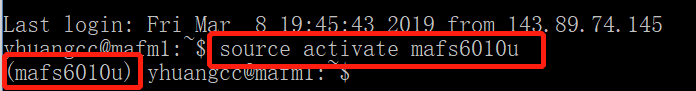 Last login: Fri Mar  8 19:45:43 2019 from 143.89.74.145
yhuangcc@mafm1:~$ source activate mafs6010u
(mafs6010u) yhuangcc@mafm1:~$